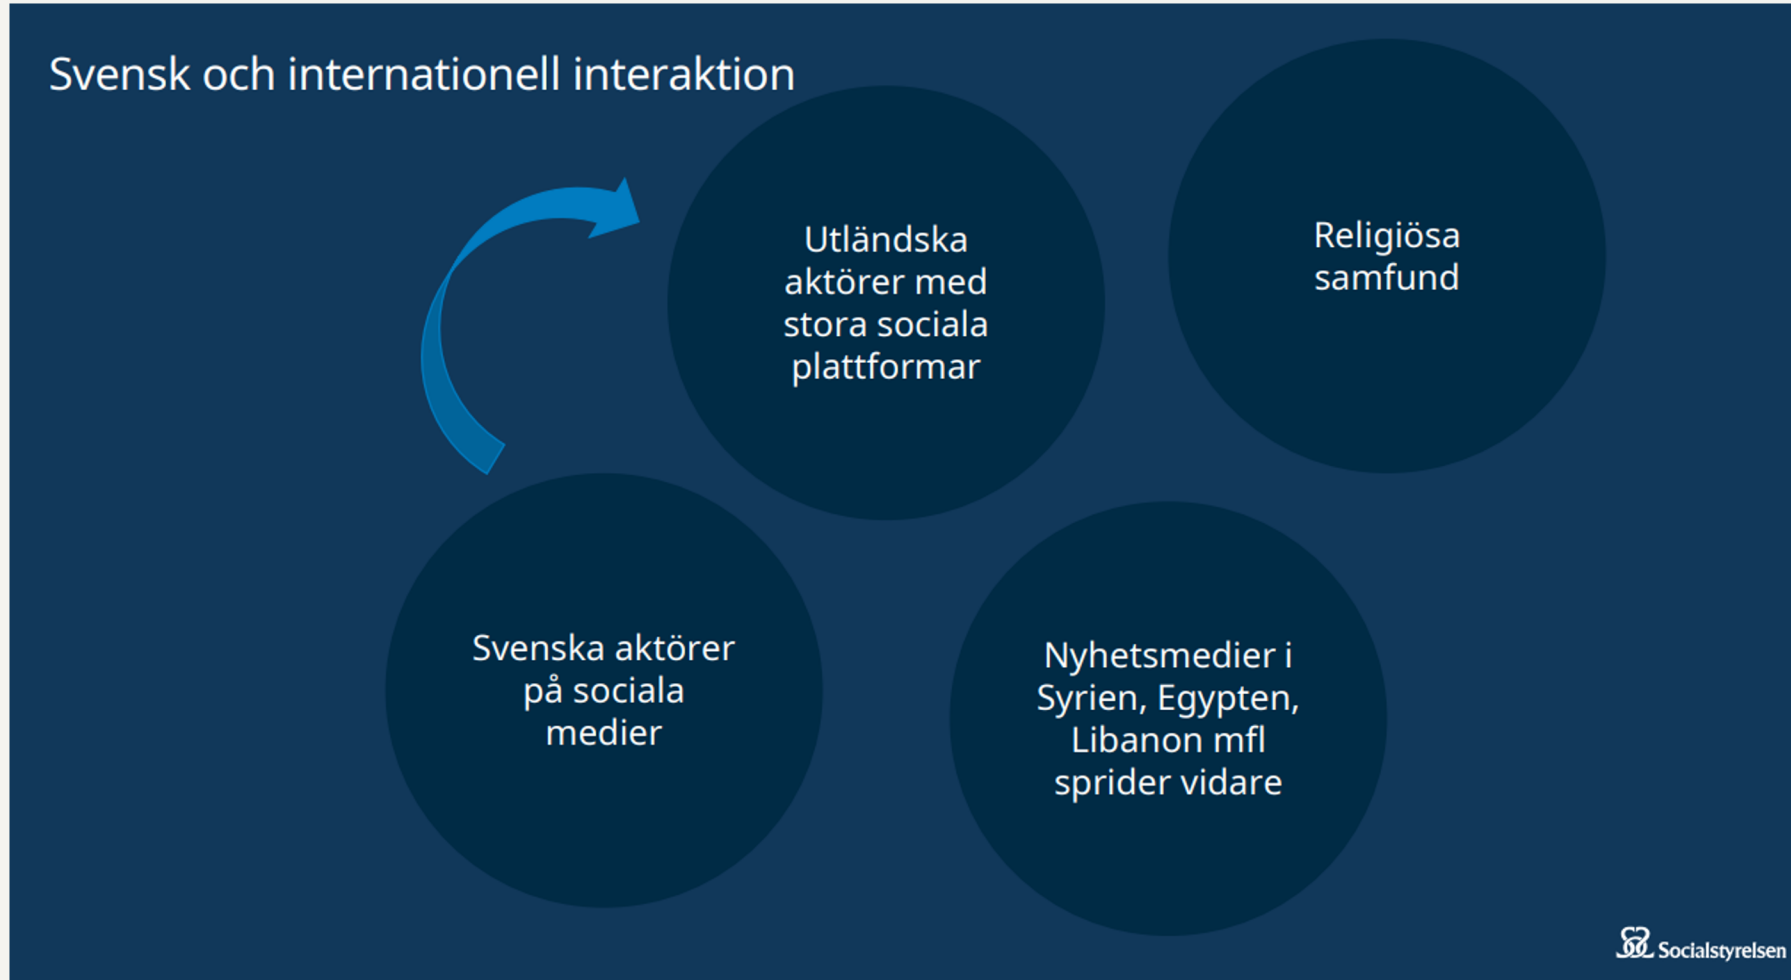 Svensk och internationell interaktion
Utländska
aktörer med
stora sociala
plattformar
Religiösa
samfund
Svenska aktörer
på sociala
medier
Nyhetsmedier i
Syrien, Egypten,
Libanon mfl
sprider vidare
Socialstyrelsen